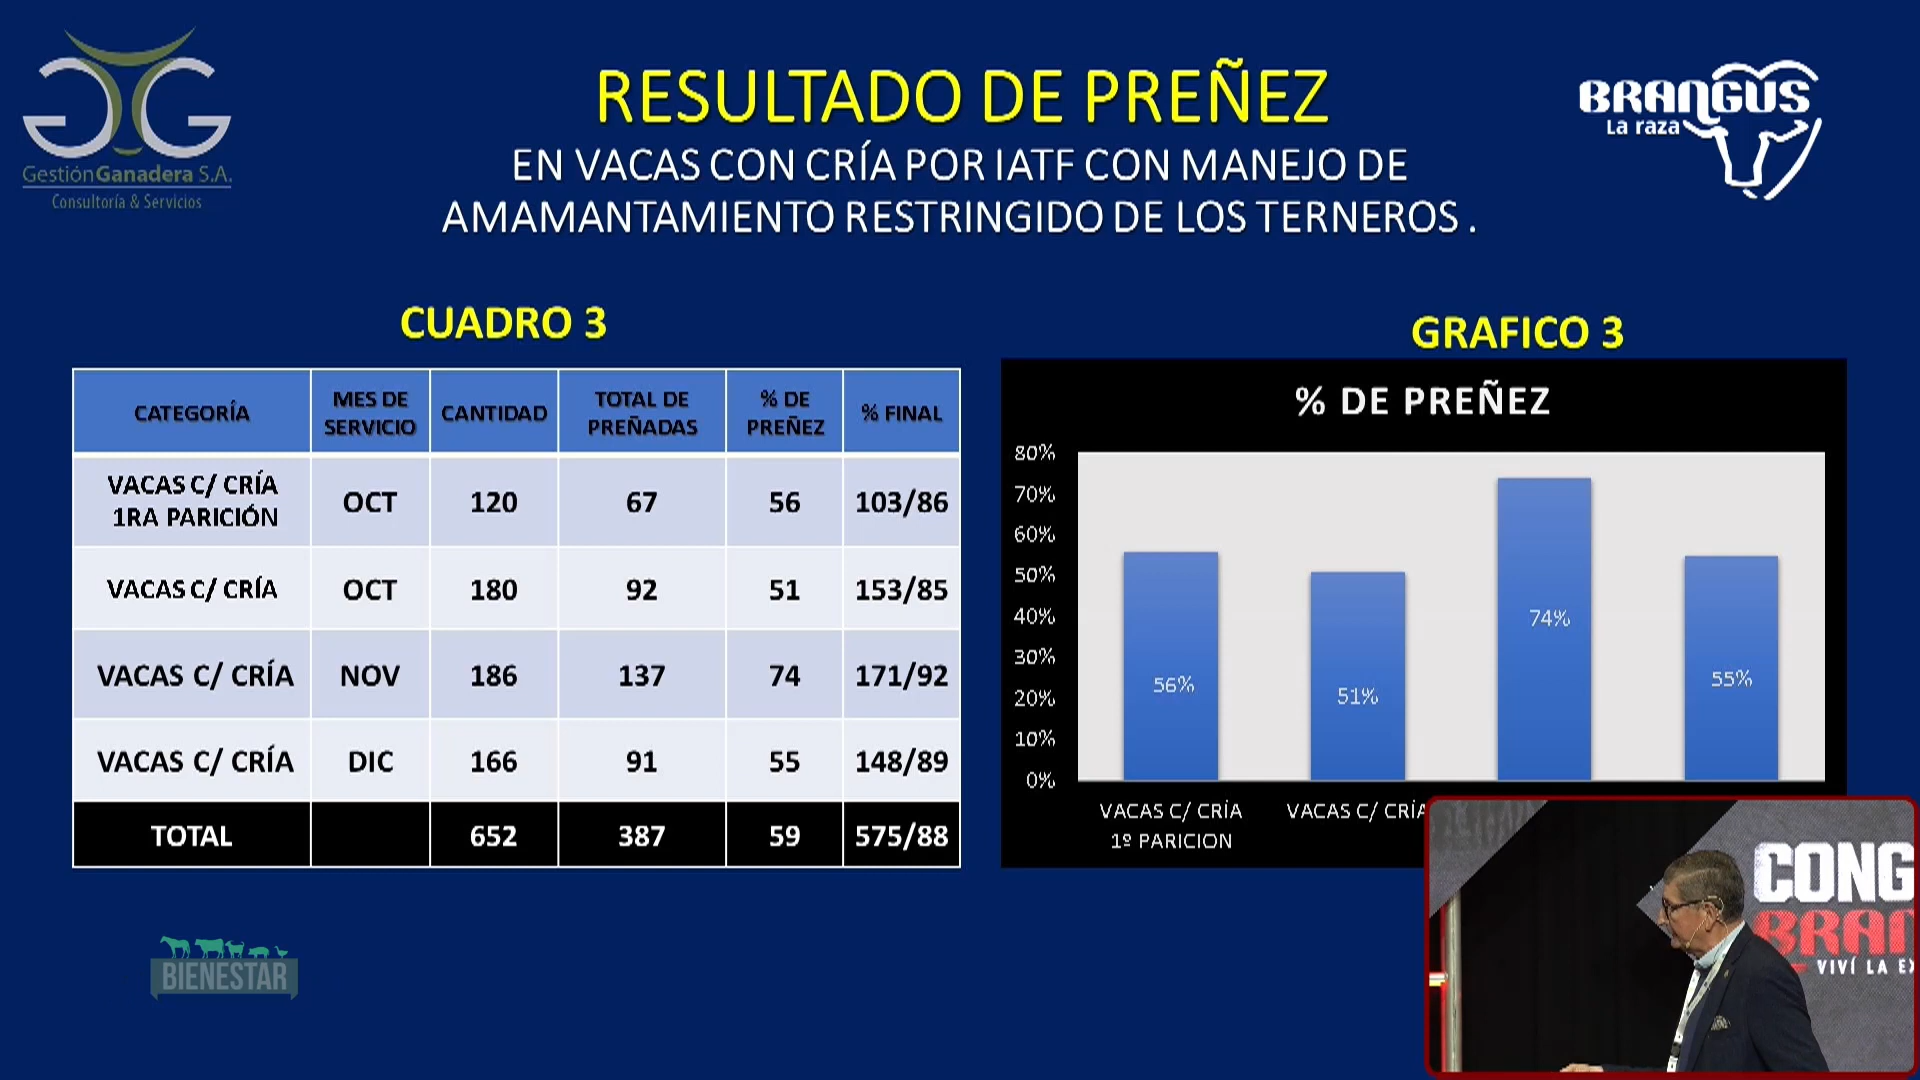 GestiónGanadera S.A.
Consultoría & Servicios
RESULTADO DE PREÑEZ
EN VACAS CON CRÍA POR IATF CON MANEJO DE
AMAMANTAMIENTO RESTRINGIDO DE LOS TERNEROS .
BRANGUS
La raza
CUADRO 3
CATEGORÍA MES DE SERVICIO CANTIDAD TOTAL DE PREÑADAS % DE PREÑEZ % FINAL
VACAS C/ CRÍA 1RA PARICIÓN OCT 120 67 56 103/86
VACAS C/ CRÍA OCT 180 92 51 153/85
VACAS C/ CRÍA NOV 186 137 74 171/92
VACAS C/ CRÍA DIC 166 91 55 148/89
TOTAL 652 387 59 575/88
GRAFICO 3
% DE PREÑEZ
80%
70%
60%
50%
40%
30%
20%
10%
0%
56%
51%
74%
55%
VACAS C/ CRÍA
1º PARICION
VACAS C/ CRÍA
BIENESTAR
CONG
BRAN
VIVÍ LA EX